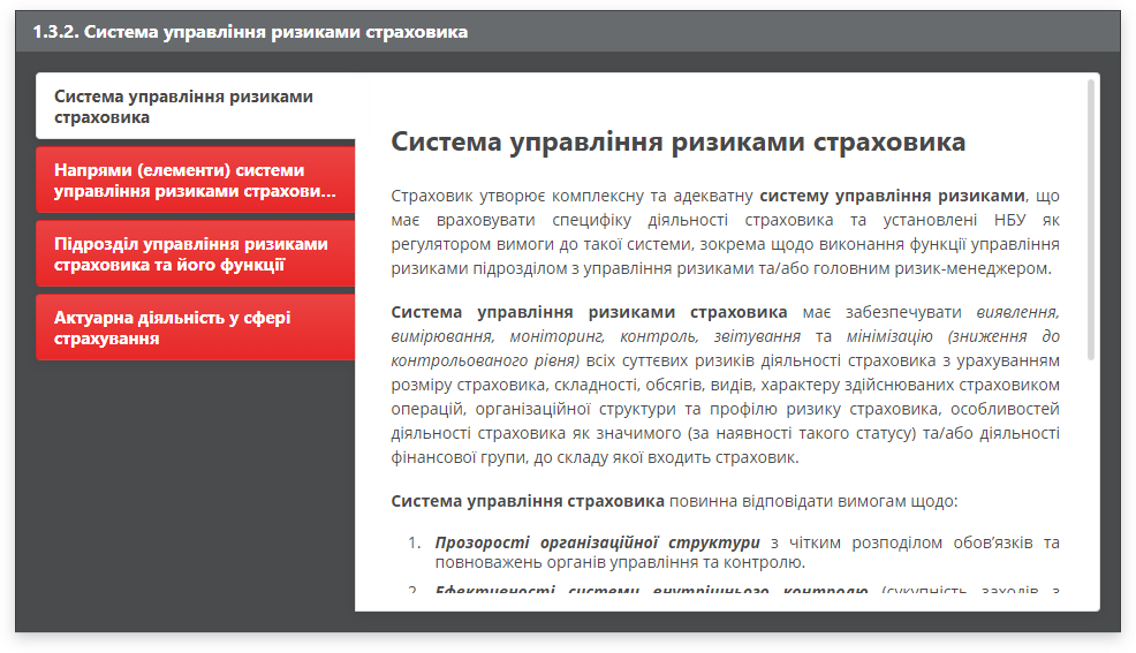 1.3.2. Система управління ризиками страховика
Система управління ризиками
страховика
Напрями (елементи) системи
управління ризиками страхови...
Підрозділ управління ризиками
страховика та його функції
Актуарна діяльність у сфері
страхування
Система управління ризиками страховика
Страховик утворює комплексну та адекватну систему управління ризиками, що
має враховувати специфіку діяльності страховика та установлені НБУ як
регулятором вимоги до такої системи, зокрема щодо виконання функції управління
ризиками підрозділом з управління ризиками та/або головним ризик-менеджером.
Система управління ризиками страховика має забезпечувати виявлення,
вимірювання, моніторинг, контроль, звітування та мінімізацію (зниження до
контрольованого рівня) всіх суттєвих ризиків діяльності страховика з урахуванням
розміру страховика, складності, обсягів, видів, характеру здійснюваних страховиком
операцій, організаційної структури та профілю ризику страховика, особливостей
діяльності страховика як значимого (за наявності такого статусу) та/або діяльності
фінансової групи, до складу якої входить страховик.
Система управління страховика повинна відповідати вимогам щодо:
1. Прозорості організаційної структури з чітким розподілом обов’язків та
повноважень органів управління та контролю.
2. Ефективності системи внутрішнього контролю (сукупність заходів з